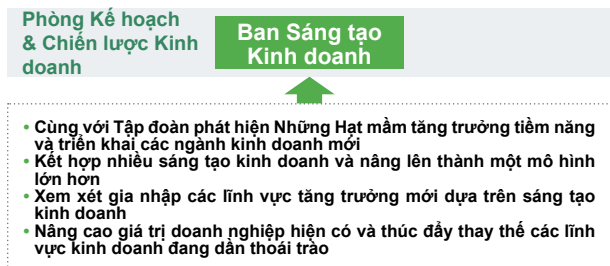 Phòng Kế hoạch
& Chiến lược Kinh
doanh
Ban Sáng tạo
Kinh doanh
• Cùng với Tập đoàn phát hiện Những Hạt mầm tăng trưởng tiềm năng
và triển khai các ngành kinh doanh mới
• Kết hợp nhiều sáng tạo kinh doanh và nâng lên thành một mô hình
lớn hơn
• Xem xét gia nhập các lĩnh vực tăng trưởng mới dựa trên sáng tạo
kinh doanh
• Nâng cao giá trị doanh nghiệp hiện có và thúc đẩy thay thế các lĩnh
vực kinh doanh đang dần thoái trào